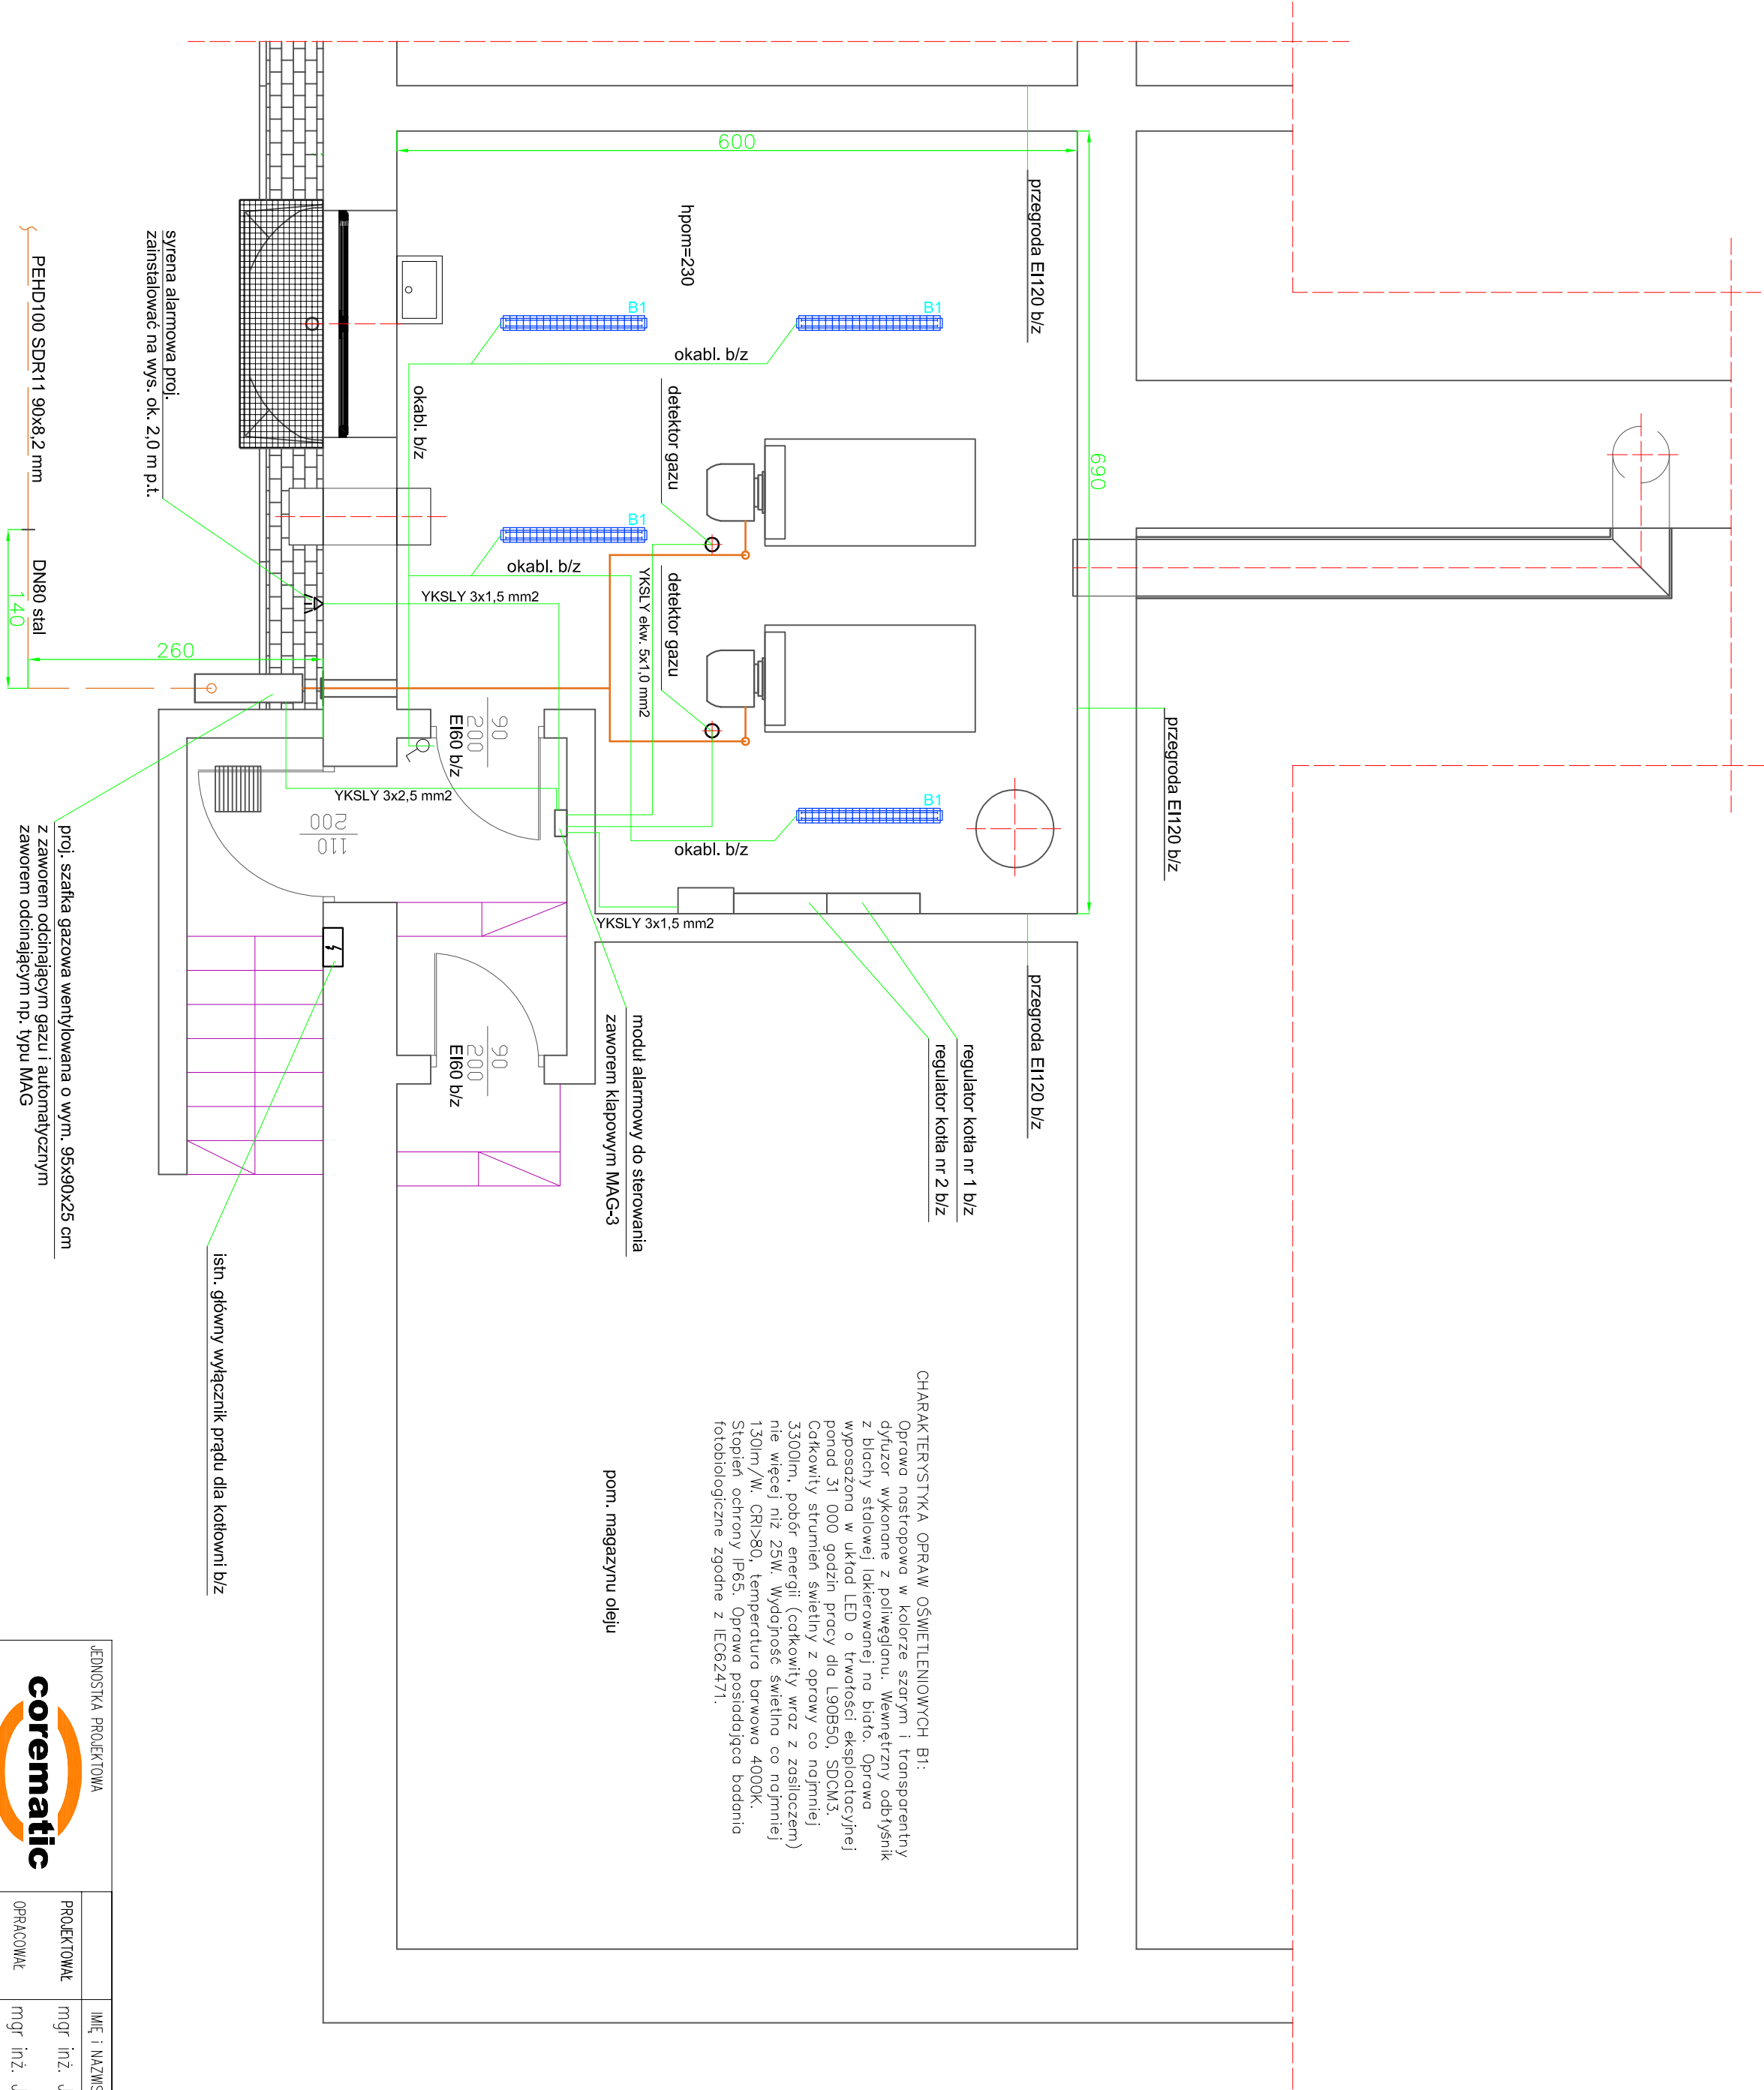 przegroda EI120 b/z
przegroda EI120 b/z
przegroda EI120 b/z
600
690
hpom=230
B1
B1
B1
B1
okabl. b/z
okabl. b/z
okabl. b/z
okabl. b/z
detektor gazu
detektor gazu
YKSLY ekw. 5x1,0 mm2
YKSLY 3x1,5 mm2
YKSLY 3x2,5 mm2
YKSLY 3x1,5 mm2
90
200
EI60 b/z
110
200
90
200
EI60 b/z
regulator kotła nr 1 b/z
regulator kotła nr 2 b/z
moduł alarmowy do sterowania
zaworem klapowym MAG-3
syrena alarmowa proj.
zainstalować na wys. ok. 2,0 m p.t.
PEHD100 SDR11 90x8,2 mm
DN80 stal
140
260
proj. szafka gazowa wentylowana o wym. 95x90x25 cm
z zaworem odcinającym gazu i automatycznym
zaworem odcinającym np. typu MAG
istn. główny wyłącznik prądu dla kotłowni b/z
CHARAKTERYSTYKA OPRAW OŚWIETLENIOWYCH B1:
Oprawa nastropowa w kolorze szarym i transparentny
dyfuzor wykonane z poliwęglanu. Wewnętrzny odbłyśnik
z blachy stalowej lakierowanej na biało. Oprawa
wyposażona w układ LED o trwałości eksploatacyjnej
ponad 31 000 godzin pracy dla L90B50, SDCM3.
Całkowity strumień świetlny z oprawy co najmniej
3300lm, pobór energii (całkowity wraz z zasilaczem)
nie więcej niż 25W. Wydajność świetlna co najmniej
130lm/W. CRI>80, temperatura barwowa 4000K.
Stopień ochrony IP65. Oprawa posiadająca badania
fotobiologiczne zgodne z IEC62471.
pom. magazynu oleju
JEDNOSTKA PROJEKTOWA
corematic
IMIĘ i NAZWIS
PROJEKTOWAŁ
mgr inż. J
OPRACOWAŁ
mgr inż. J